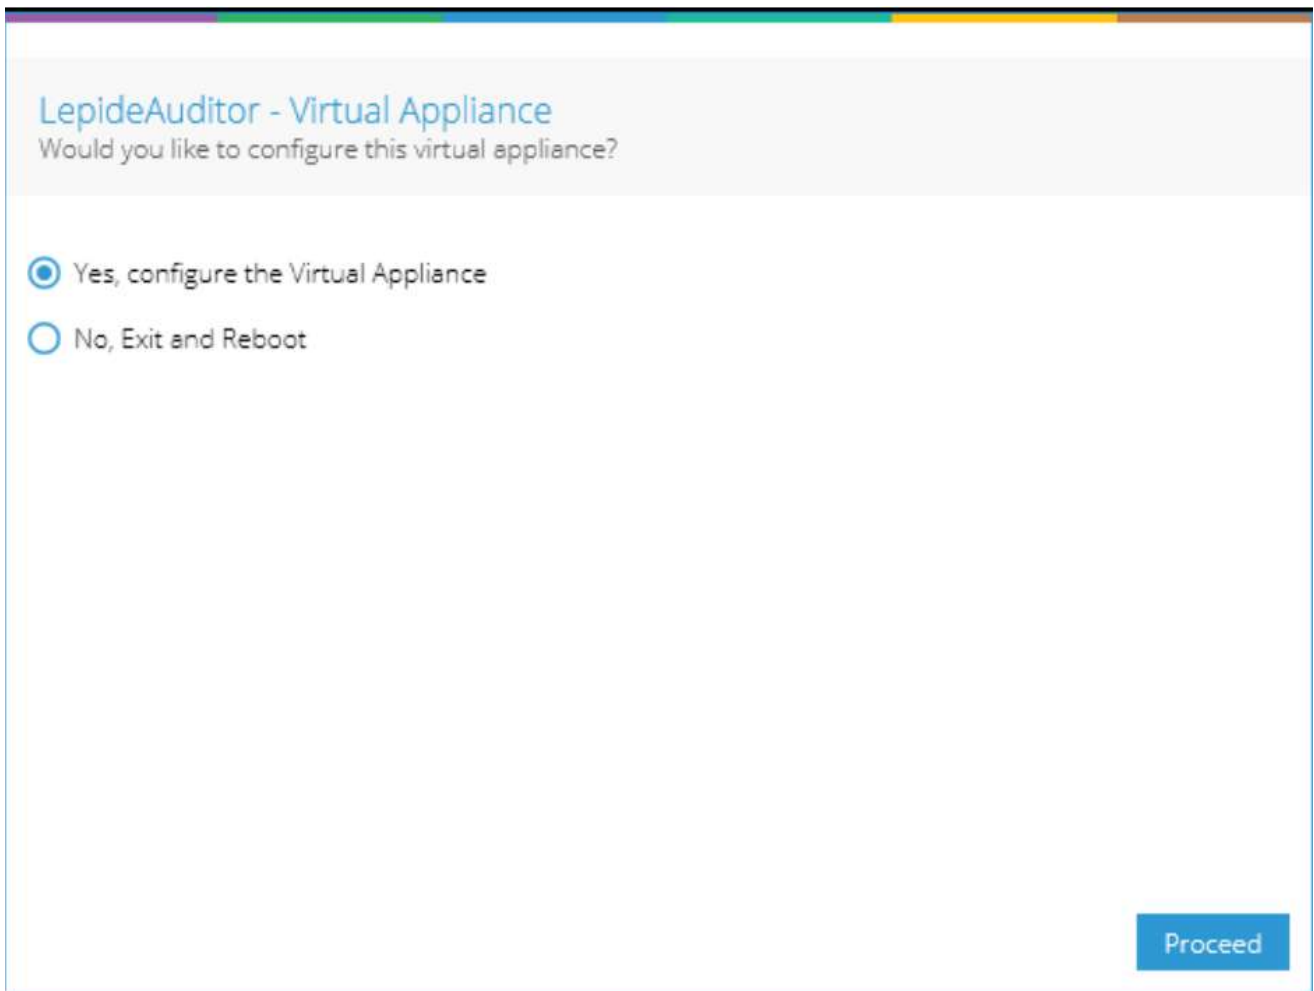 LepideAuditor - Virtual Appliance
Would you like to configure this virtual appliance?
Yes, configure the Virtual Appliance
No, Exit and Reboot
Proceed